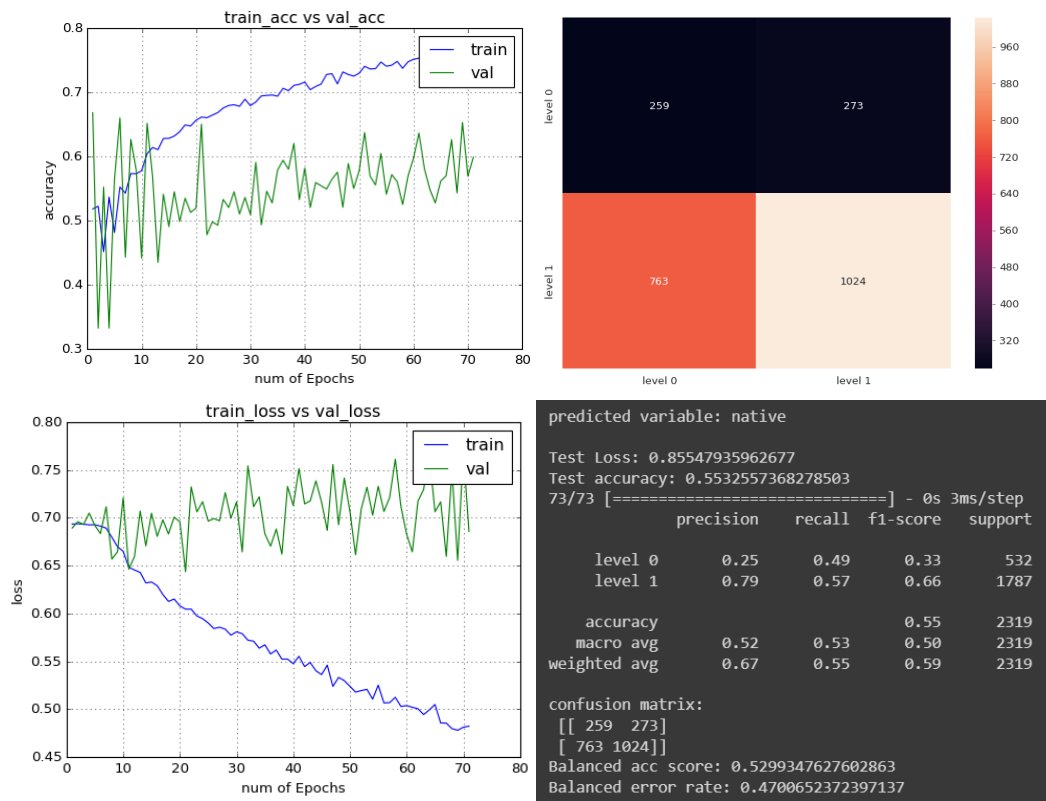 train_acc vs val_acc
0.8
0.7
0.6
0.5
0.4
0.3
accuracy
train
val
0 10 20 30 40 50 60 70 80
num of Epochs
level 0
level 1
259 273
763 1024
level 0 level 1
960
880
800
720
640
560
480
400
320
train_loss vs val_loss
0.80
0.75
0.70
0.65
0.60
0.55
0.50
0.45
loss
train
val
0 10 20 30 40 50 60 70 80
num of Epochs
predicted variable: native
Test Loss: 0.85547935962677
Test accuracy: 0.5532557368278503
73/73 [==============================] - 0s 3ms/step
precision recall f1-score support
level 0 0.25 0.49 0.33 532
level 1 0.79 0.57 0.66 1787
accuracy 0.55 2319
macro avg 0.52 0.53 0.50 2319
weighted avg 0.67 0.55 0.59 2319
confusion matrix:
[[ 259 273]
[ 763 1024]]
Balanced acc score: 0.5299347627602863
Balanced error rate: 0.4700652372397137